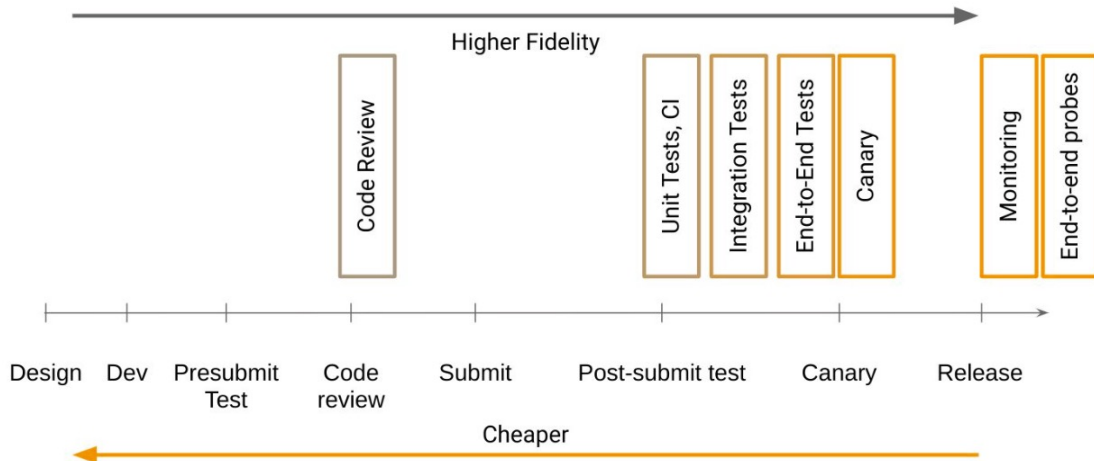 Higher Fidelity
Code Review
Unit Tests, CI
Integration Tests
End-to-End Tests
Canary
Monitoring
End-to-end probes
Design
Dev
Presubmit
Test
Code
review
Submit
Post-submit test
Canary
Release
Cheaper